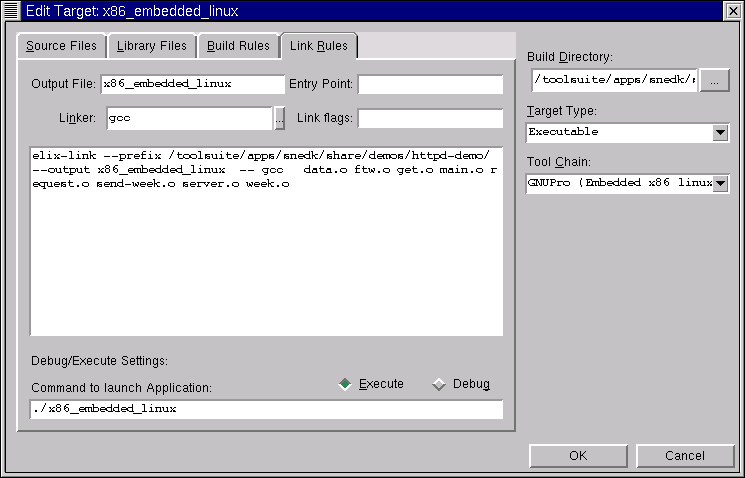 Edit Target: x86_embedded_linux
Source Files
Library Files
Build Rules
Link Rules
Output File: x86_embedded_linux Entry Point:
Linker: gcc ... Link flags:
elix-link --prefix /toolsuite/apps/snedk/share/demos/httpd-demo/
--output x86_embedded_linux -- gcc data.o ftw.o get.o main.o r
equest.o send-week.o server.o week.o
Debug/Execute Settings:
Command to launch Application:
Execute
Debug
./x86_embedded_linux
Build Directory:
/toolsuite/apps/snedk/ ...
Target Type:
Executable
Tool Chain:
GNUPro (Embedded x86 linux
OK
Cancel